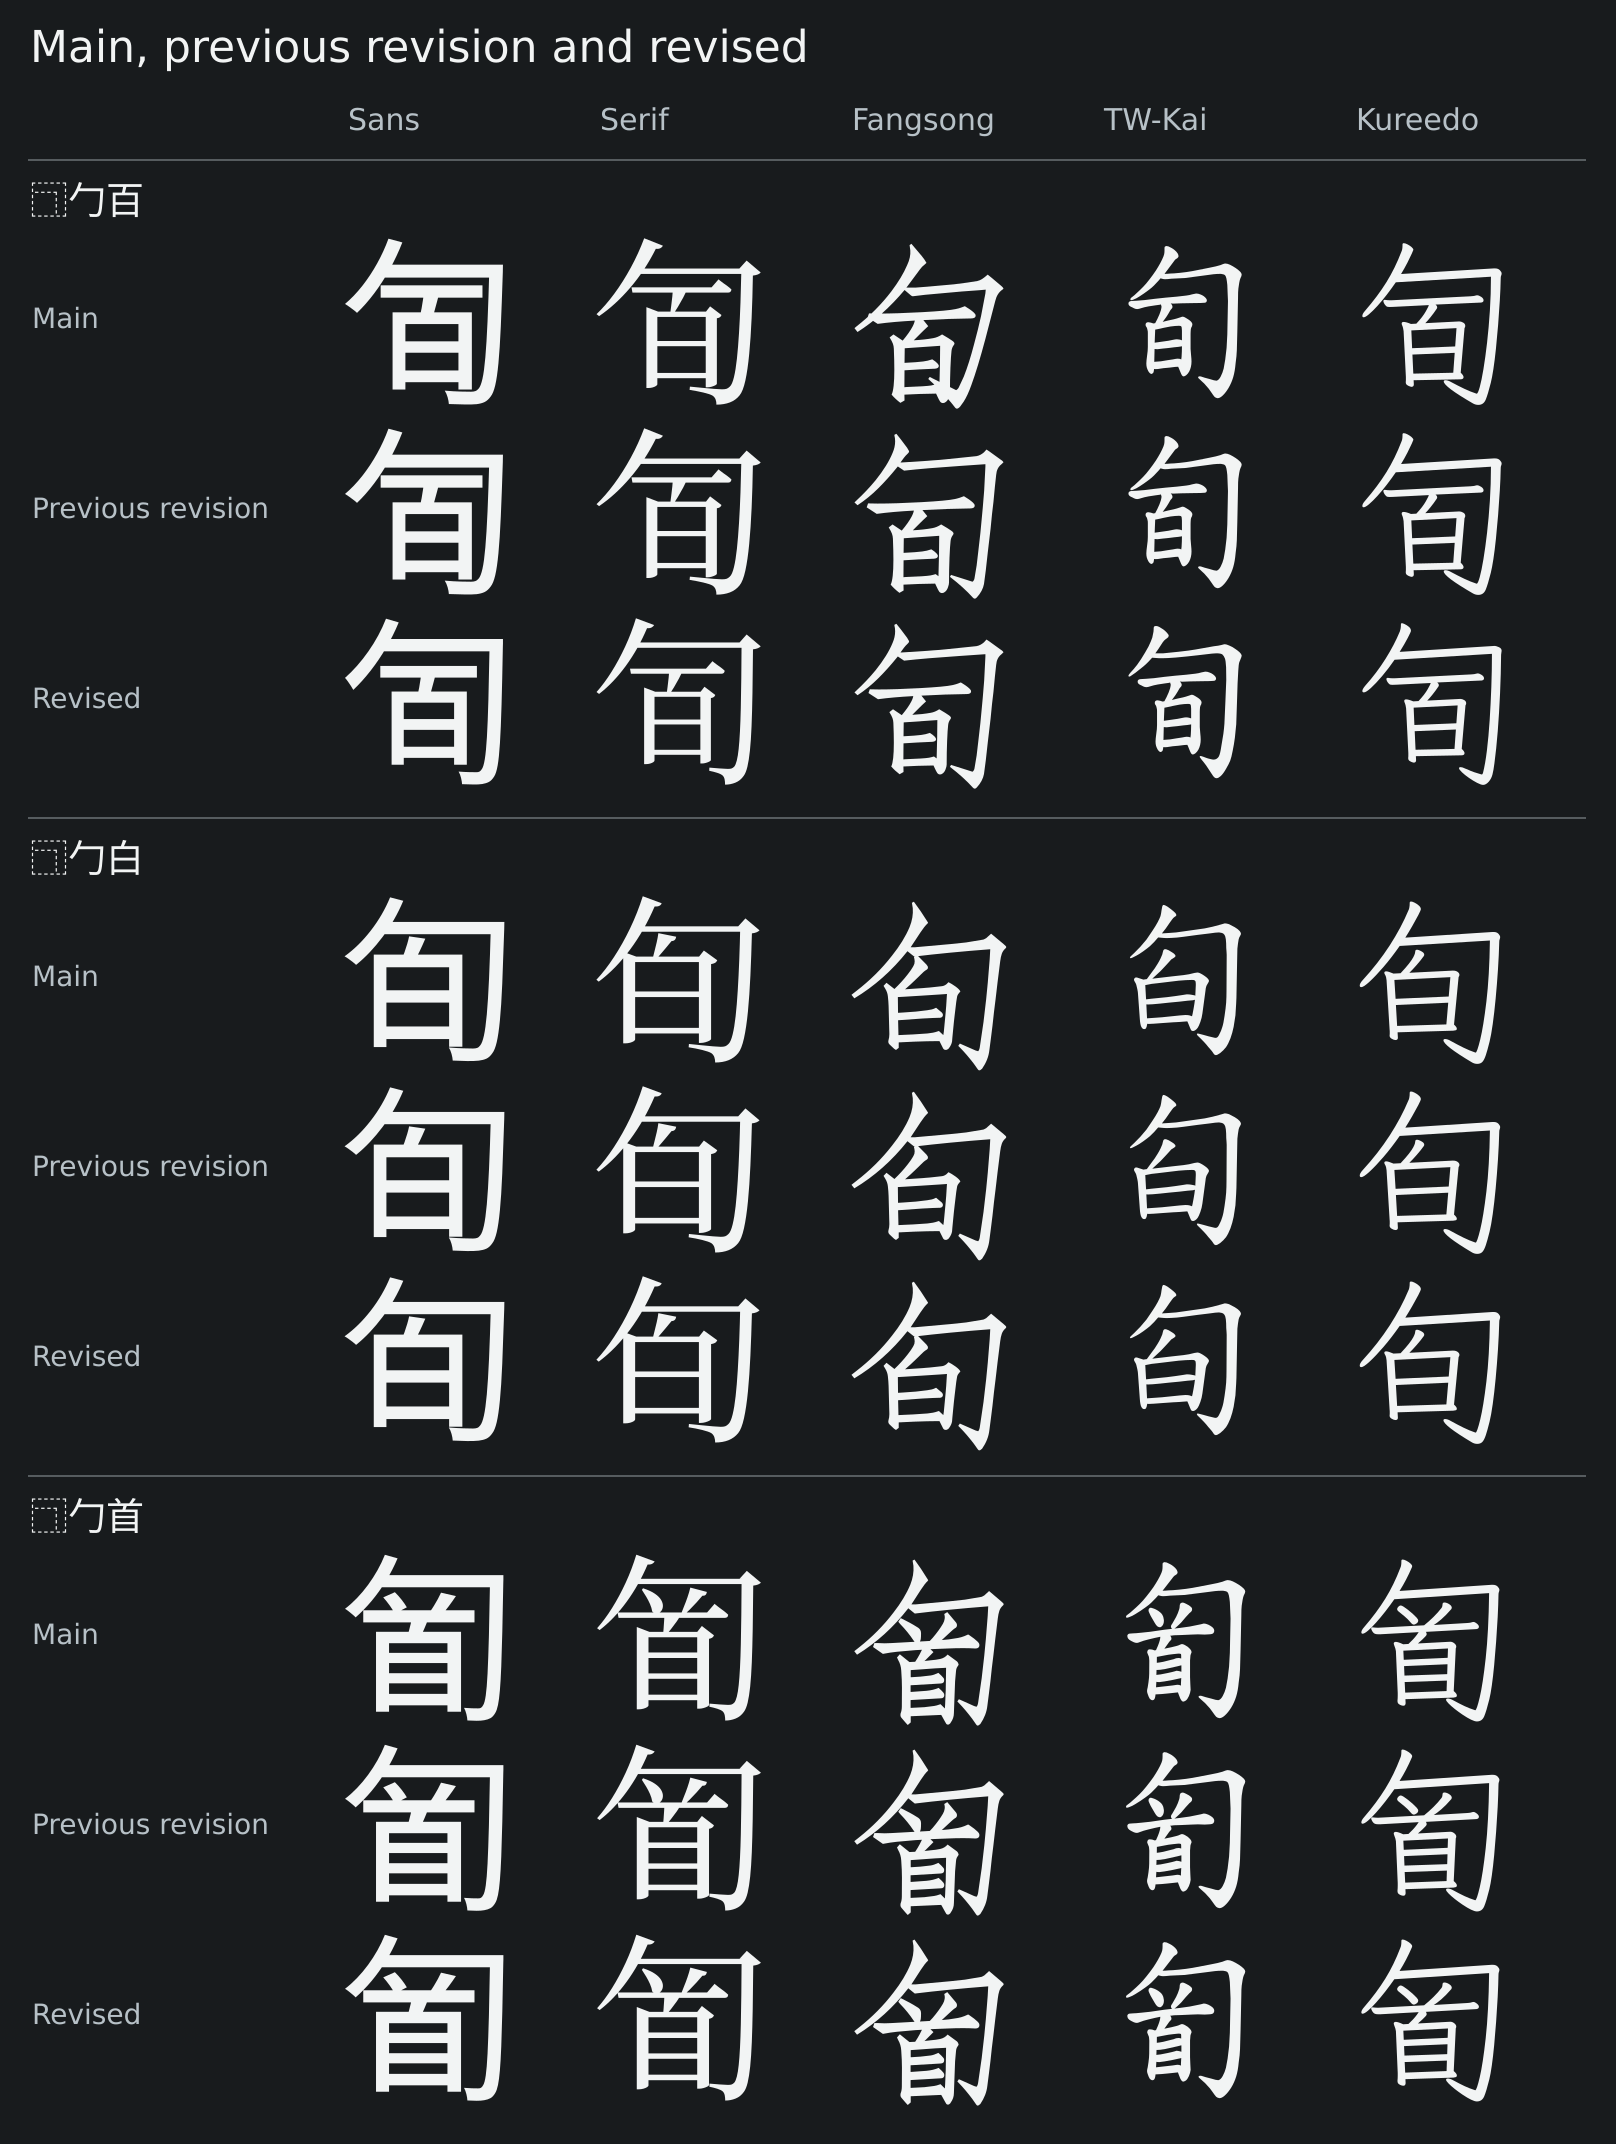 Main, previous revision and revised
Sans Serif Fangsong TW-Kai Kureedo
⿹勹百
Main
Previous revision
Revised
⿹勹白
Main
Previous revision
Revised
⿹勹首
Main
Previous revision
Revised